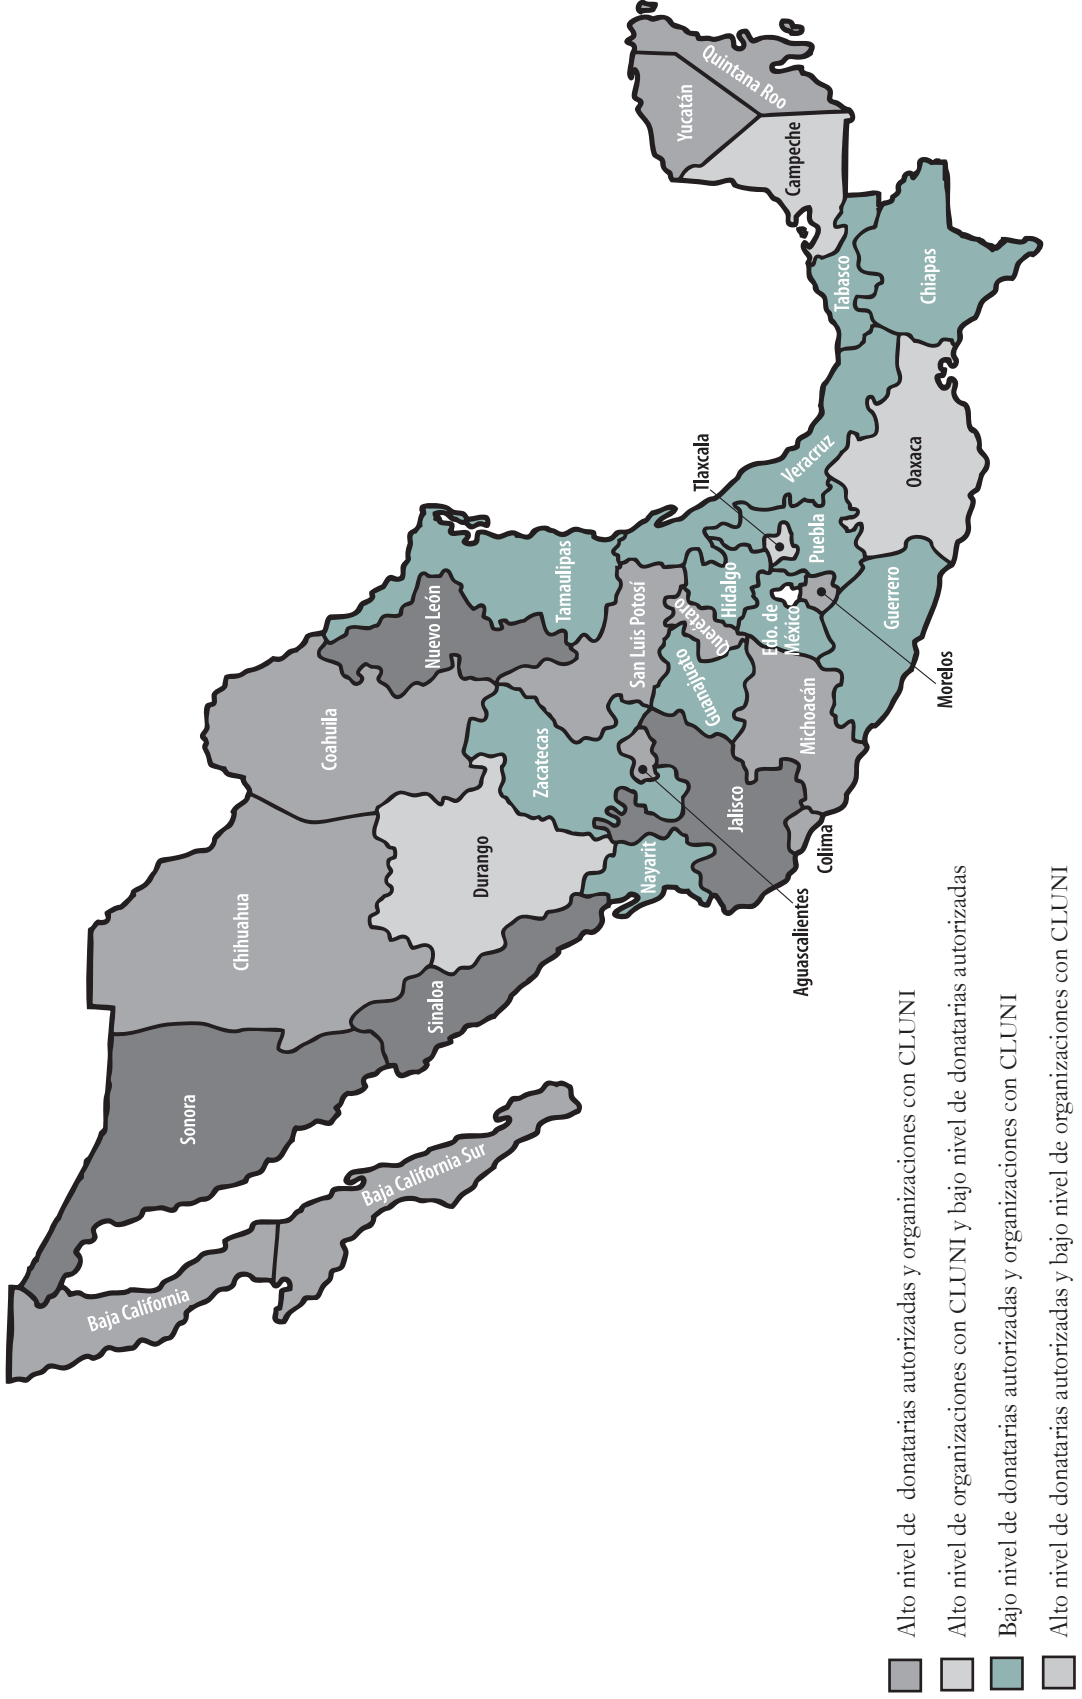 Baja California
Baja California Sur
Sonora
Chihuahua
Sinaloa
Durango
Coahuila
Nuevo León
Tamaulipas
Zacatecas
San Luis Potosí
Nayarit
Jalisco
Aguascalientes
Colima
Guanajuato
Querétaro
Hidalgo
Michoacán
Edo. de
México
Morelos
Tlaxcala
Puebla
Veracruz
Guerrero
Oaxaca
Tabasco
Chiapas
Campeche
Yucatán
Quintana Roo
Alto nivel de donatarias autorizadas y organizaciones con CLUNI
Alto nivel de organizaciones con CLUNI y bajo nivel de donatarias autorizadas
Bajo nivel de donatarias autorizadas y organizaciones con CLUNI
Alto nivel de donatarias autorizadas y bajo nivel de organizaciones con CLUNI